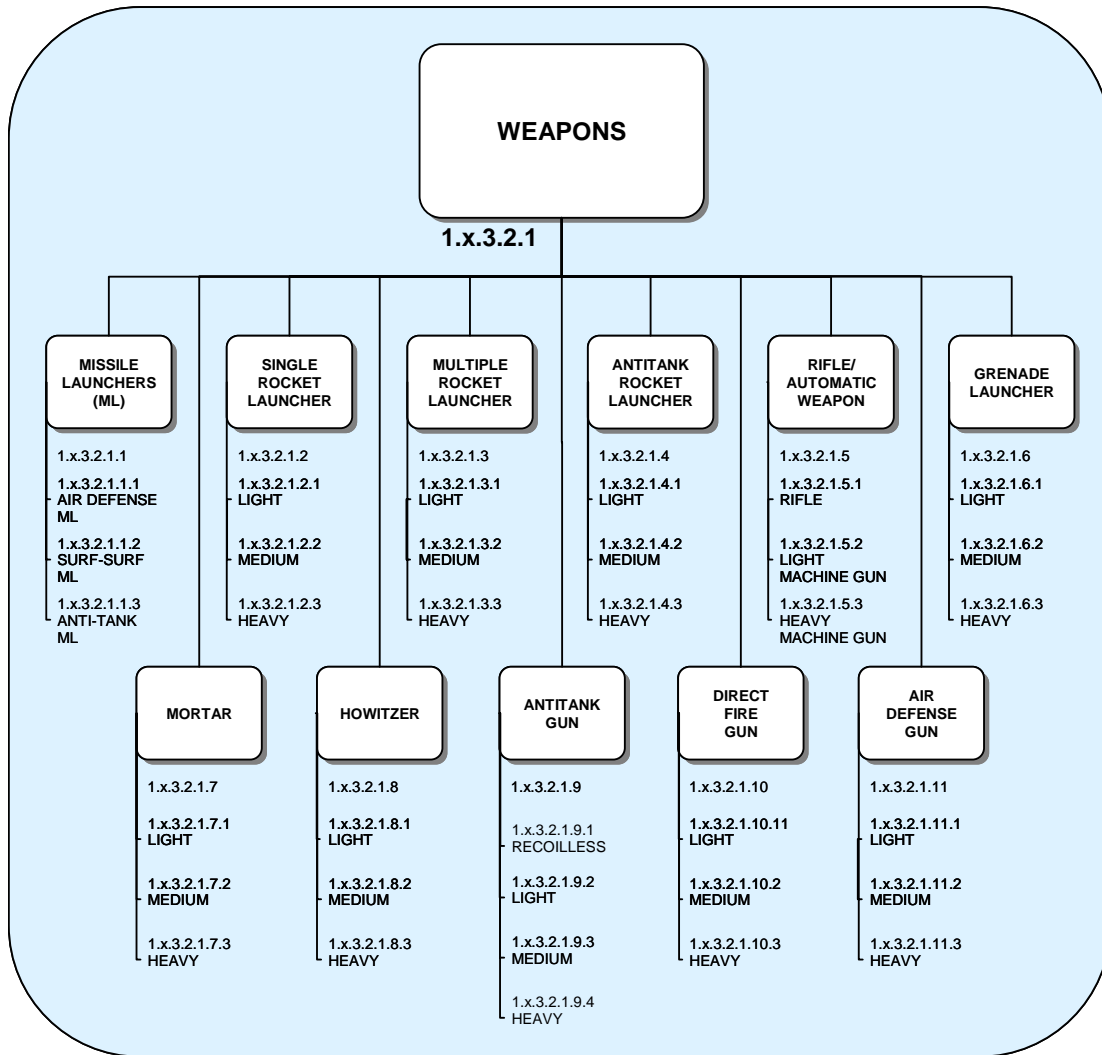 WEAPONS
1.x.3.2.1
MISSILE
LAUNCHERS
(ML)
1.x.3.2.1.1
1.x.3.2.1.1.1
AIR DEFENSE
ML
1.x.3.2.1.1.2
SURF-SURF
ML
1.x.3.2.1.1.3
ANTI-TANK
ML
SINGLE
ROCKET
LAUNCHER
1.x.3.2.1.2
1.x.3.2.1.2.1
LIGHT
1.x.3.2.1.2.2
MEDIUM
1.x.3.2.1.2.3
HEAVY
MULTIPLE
ROCKET
LAUNCHER
1.x.3.2.1.3
1.x.3.2.1.3.1
LIGHT
1.x.3.2.1.3.2
MEDIUM
1.x.3.2.1.3.3
HEAVY
ANTITANK
ROCKET
LAUNCHER
1.x.3.2.1.4
1.x.3.2.1.4.1
LIGHT
1.x.3.2.1.4.2
MEDIUM
1.x.3.2.1.4.3
HEAVY
RIFLE/
AUTOMATIC
WEAPON
1.x.3.2.1.5
1.x.3.2.1.5.1
RIFLE
1.x.3.2.1.5.2
LIGHT
MACHINE GUN
1.x.3.2.1.5.3
HEAVY
MACHINE GUN
GRENADE
LAUNCHER
1.x.3.2.1.6
1.x.3.2.1.6.1
LIGHT
1.x.3.2.1.6.2
MEDIUM
1.x.3.2.1.6.3
HEAVY
MORTAR
1.x.3.2.1.7
1.x.3.2.1.7.1
LIGHT
1.x.3.2.1.7.2
MEDIUM
1.x.3.2.1.7.3
HEAVY
HOWITZER
1.x.3.2.1.8
1.x.3.2.1.8.1
LIGHT
1.x.3.2.1.8.2
MEDIUM
1.x.3.2.1.8.3
HEAVY
ANTITANK
GUN
1.x.3.2.1.9
1.x.3.2.1.9.1
RECOILLESS
1.x.3.2.1.9.2
LIGHT
1.x.3.2.1.9.3
MEDIUM
1.x.3.2.1.9.4
HEAVY
DIRECT
FIRE
GUN
1.x.3.2.1.10
1.x.3.2.1.10.11
LIGHT
1.x.3.2.1.10.2
MEDIUM
1.x.3.2.1.10.3
HEAVY
AIR
DEFENSE
GUN
1.x.3.2.1.11
1.x.3.2.1.11.1
LIGHT
1.x.3.2.1.11.2
MEDIUM
1.x.3.2.1.11.3
HEAVY